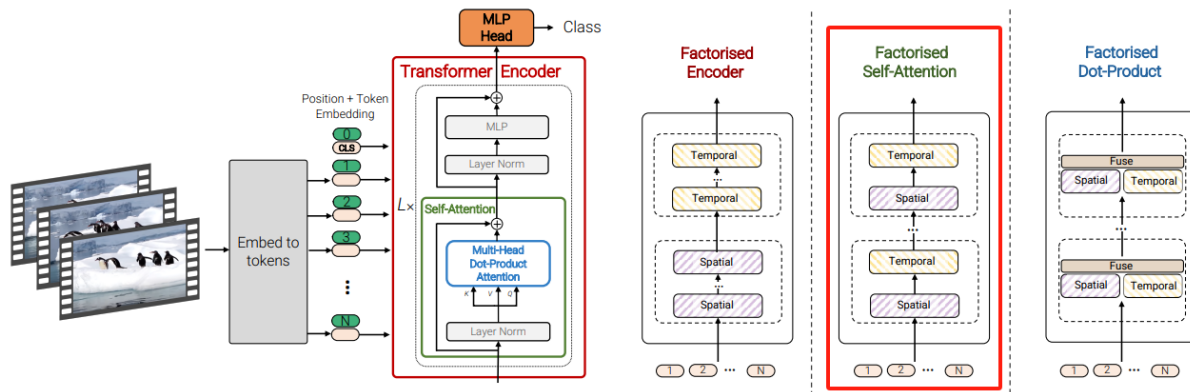 MLP
Head
Class
Transformer Encoder
Position + Token
Embedding
0
CLS
1
2
3
N
Embed to
tokens
L×
MLP
Layer Norm
Self-Attention
Multi-Head
Dot-Product
Attention
K
V
Q
Layer Norm
Factorised
Encoder
Temporal
...
Temporal
Spatial
...
Spatial
1
2
...
N
Factorised
Self-Attention
Temporal
Spatial
...
Temporal
Spatial
1
2
...
N
Factorised
Dot-Product
Fuse
Spatial
Temporal
...
Fuse
Spatial
Temporal
1
2
...
N